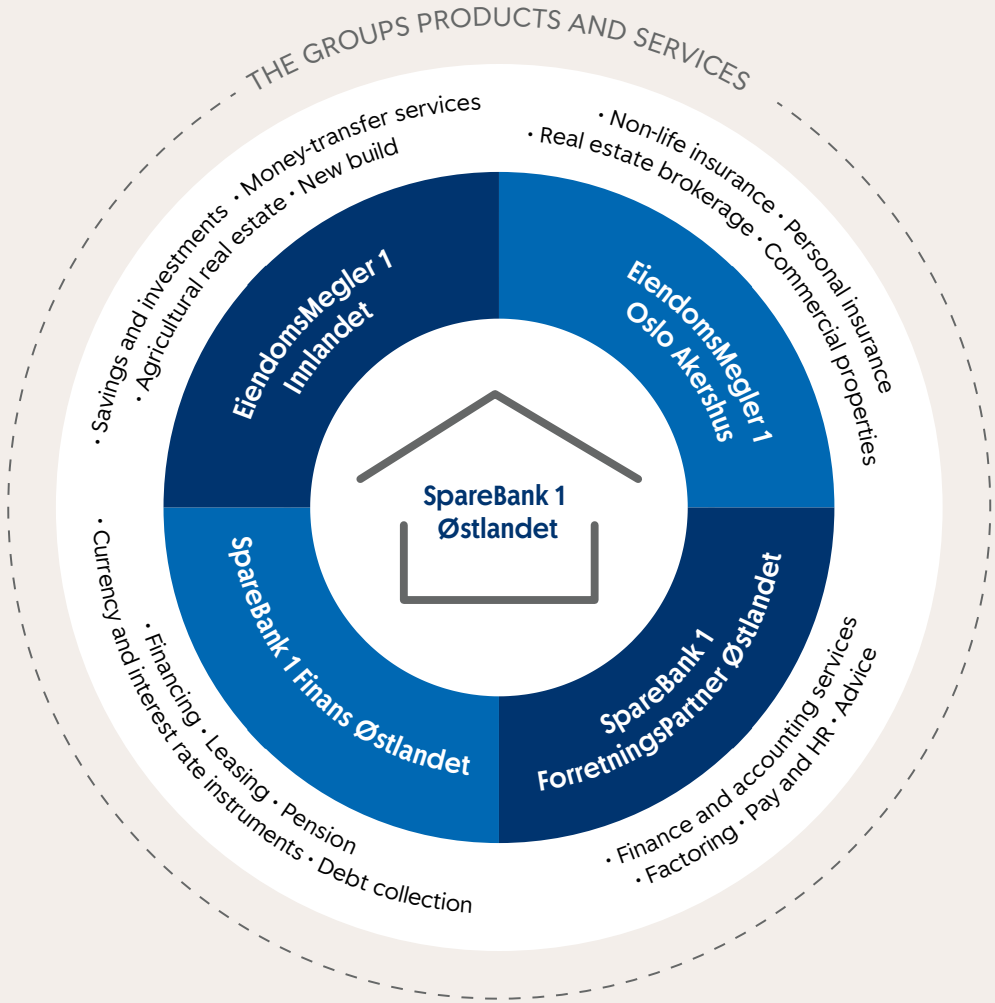 THE GROUPS PRODUCTS AND SERVICES
• Savings and investments • Money-transfer services
• Agricultural real estate • New build
• Non-life insurance • Personal insurance
• Real estate brokerage • Commercial properties
EiendomsMegler 1
Innlandet
EiendomsMegler 1
Oslo Akershus
SpareBank 1
Østlandet
SpareBank 1 Finans Østlandet
SpareBank 1
ForretningsPartner Østlandet
• Financing • Leasing • Pension
• Currency and interest rate instruments • Debt collection
• Finance and accounting services
• Factoring • Pay and HR • Advice